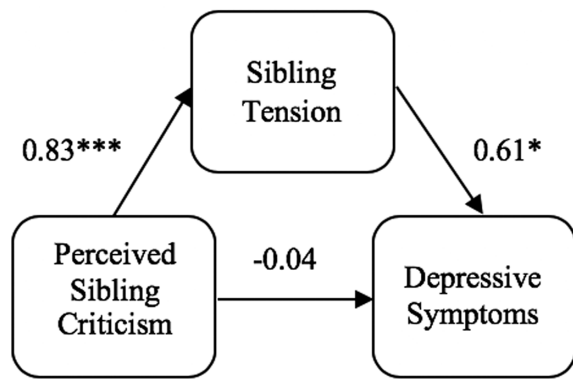 Sibling
Tension
0.83***
0.61*
Perceived
Sibling
Criticism
-0.04
Depressive
Symptoms